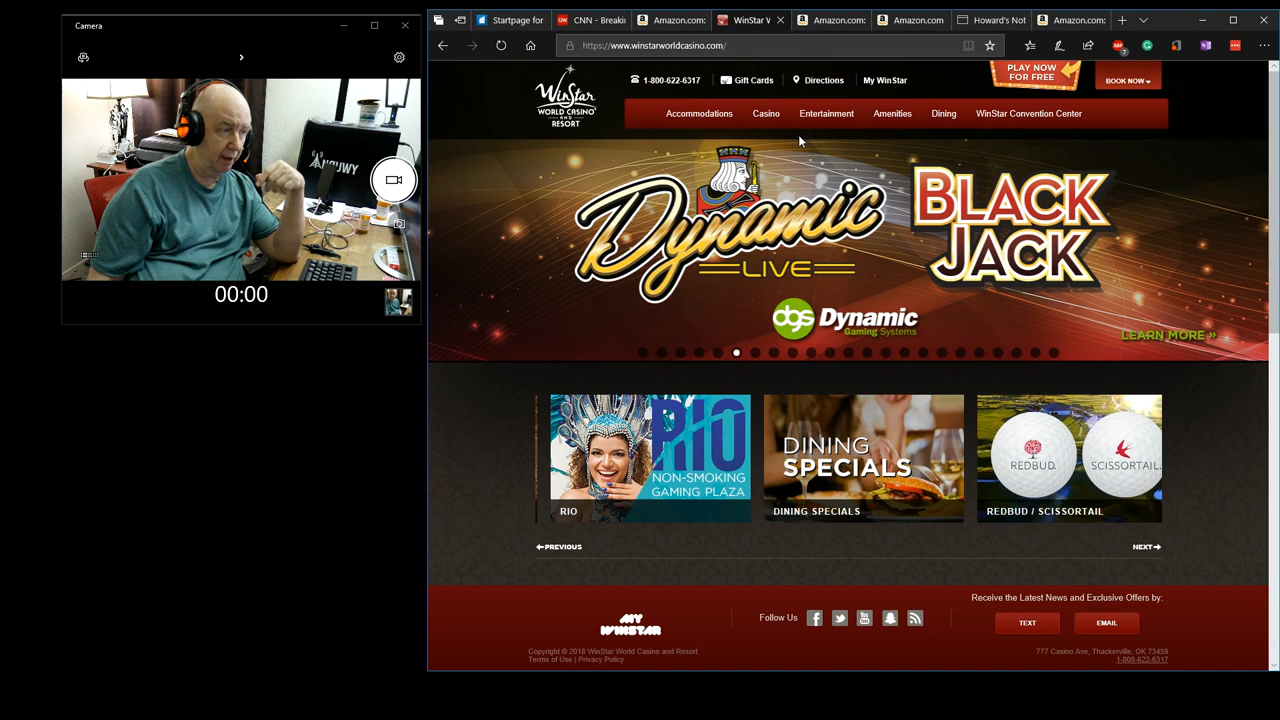 Camera
00:00
Startpage for
CNN - Breaki
Amazon.com:
WinStar W
Amazon.com:
Amazon.com
Howard's Not
Amazon.com:
https://www.winstarworldcasino.com/
7
WINSTAR
WORLD CASINO
AND
RESORT
1-800-622-6317
Gift Cards
Directions
My WinStar
PLAY NOW
FOR FREE
BOOK NOW
Accommodations
Casino
Entertainment
Amenities
Dining
WinStar Convention Center
Dynamic
LIVE
BLACK
JACK
dgs Dynamic
Gaming Systems
LEARN MORE »
RIO
NON-SMOKING
GAMING PLAZA
RIO
DINING
SPECIALS
DINING SPECIALS
REDBUD
SCISSORTAIL
REDBUD / SCISSORTAIL
PREVIOUS
NEXT
MY
WINSTAR
Follow Us
Receive the Latest News and Exclusive Offers by:
TEXT
EMAIL
Copyright © 2018 WinStar World Casino and Resort
Terms of Use | Privacy Policy
777 Casino Ave, Thackerville, OK 73459
1-800-622-6317